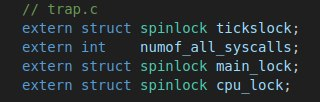 // trap.c
extern struct spinlock tickslock;
extern int    numof_all_syscalls;
extern struct spinlock main_lock;
extern struct spinlock cpu_lock;